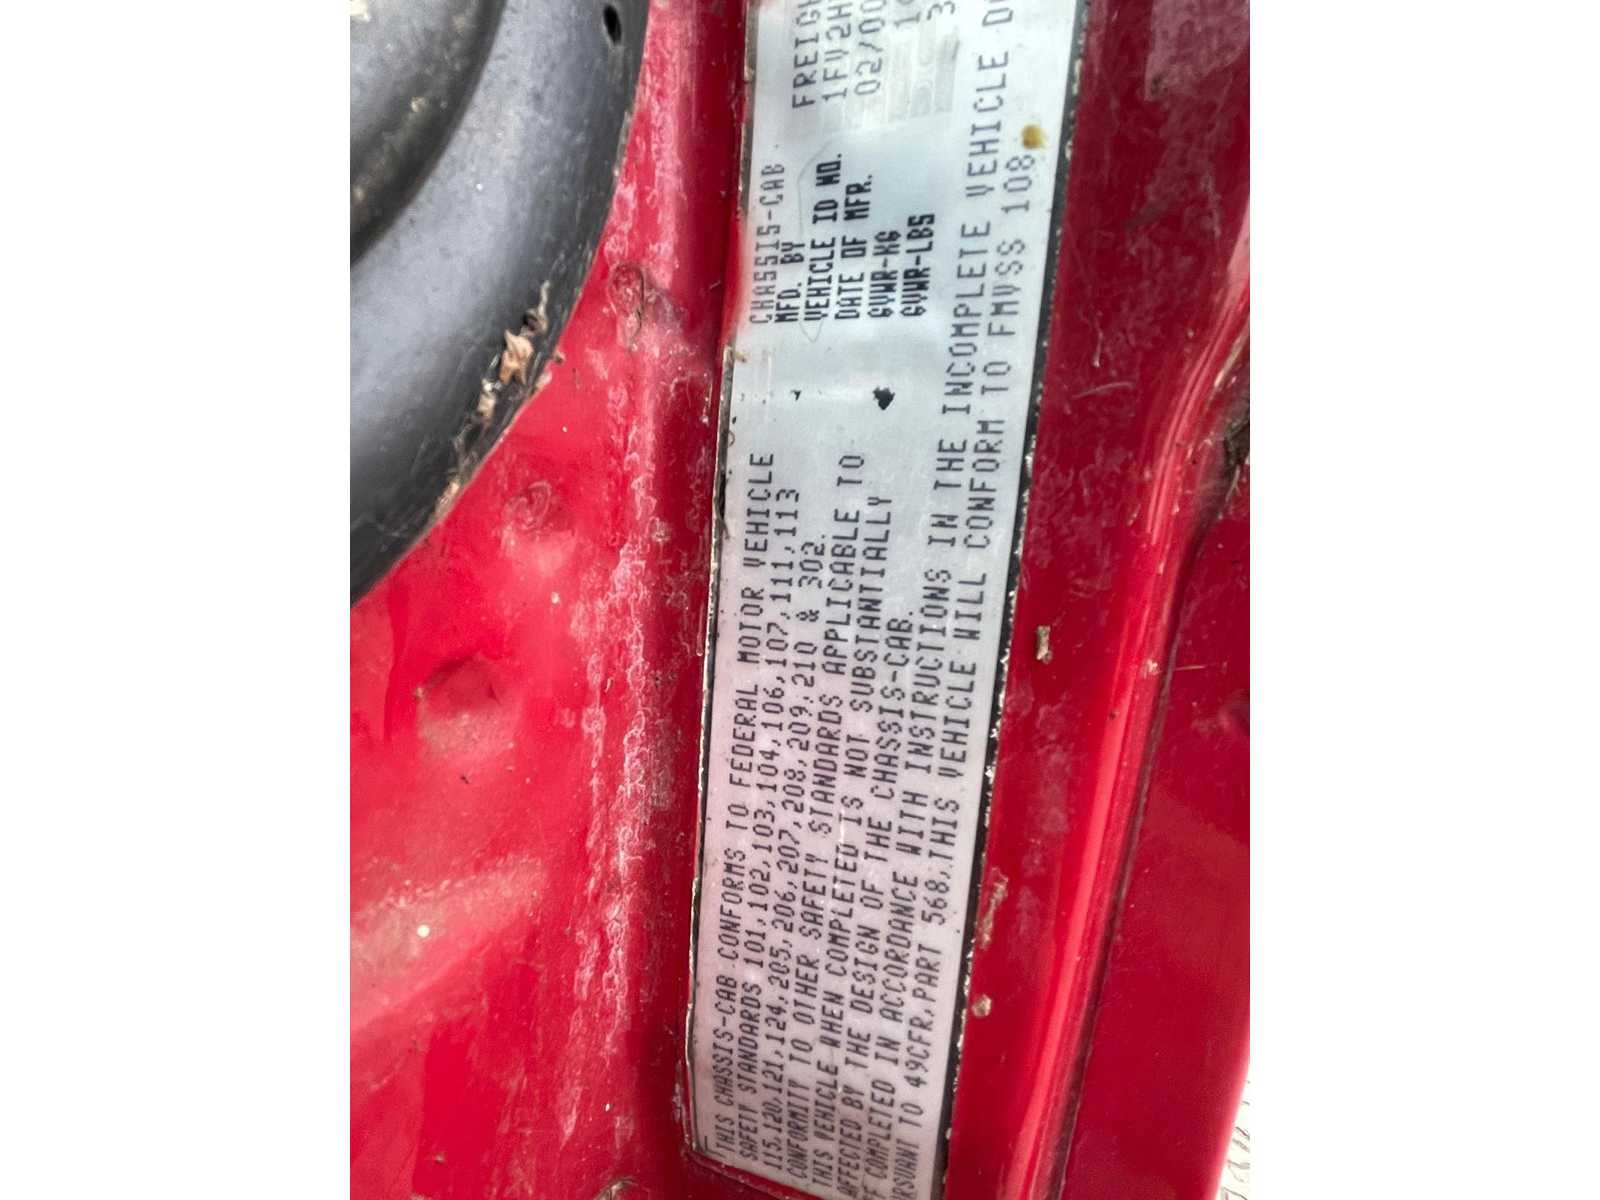 THIS CHASSIS-CAB CONFORMS TO FEDERAL MOTOR VEHICLE
SAFETY STANDARDS 101,102,103,104,106,107,111,113
115,120,121,124,205,206,207,208,209,210 & 302.
CONFORMITY TO OTHER SAFETY STANDARDS APPLICABLE TO
THIS VEHICLE WHEN COMPLETED IS NOT SUBSTANTIALLY
AFFECTED BY THE DESIGN OF THE CHASSIS-CAB.
COMPLETED IN ACCORDANCE WITH INSTRUCTIONS IN THE INCOMPLETE VEHICLE
TO 49CFR,PART 568,THIS VEHICLE WILL CONFORM TO FMVSS 108
CHASSIS-CAB
MFD. BY FREIGH
VEHICLE ID NO. 1FV2H
DATE OF MFR. 02/00
GVWR-KG
GVWR-LBS